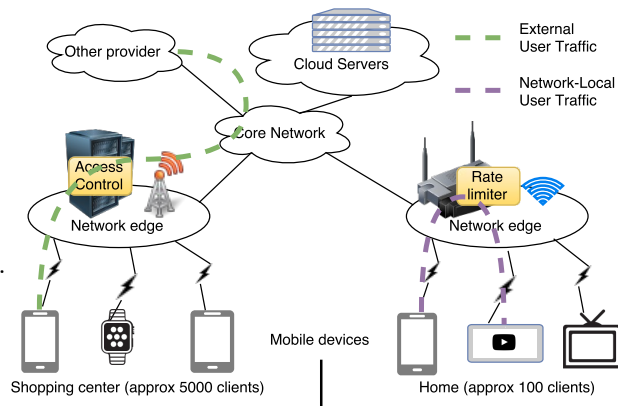 Other provider
Cloud Servers
External
User Traffic
Network-Local
User Traffic
Core Network
Access
Control
Rate
limiter
Network edge
Network edge
Mobile devices
Shopping center (approx 5000 clients)
Home (approx 100 clients)